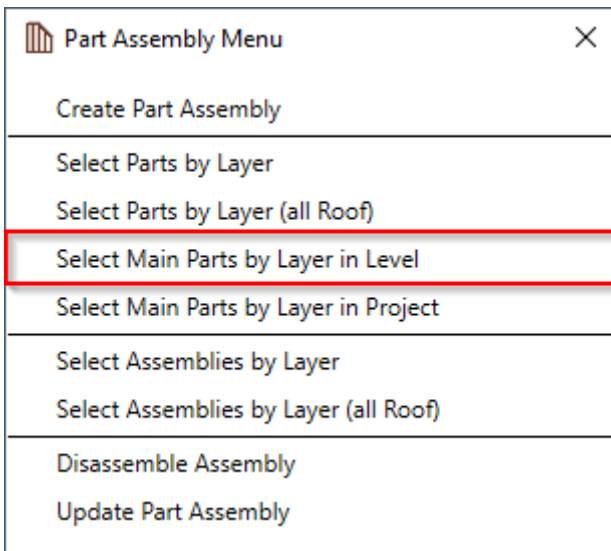 Part Assembly Menu
Create Part Assembly
Select Parts by Layer
Select Parts by Layer (all Roof)
Select Main Parts by Layer in Level
Select Main Parts by Layer in Project
Select Assemblies by Layer
Select Assemblies by Layer (all Roof)
Disassemble Assembly
Update Part Assembly